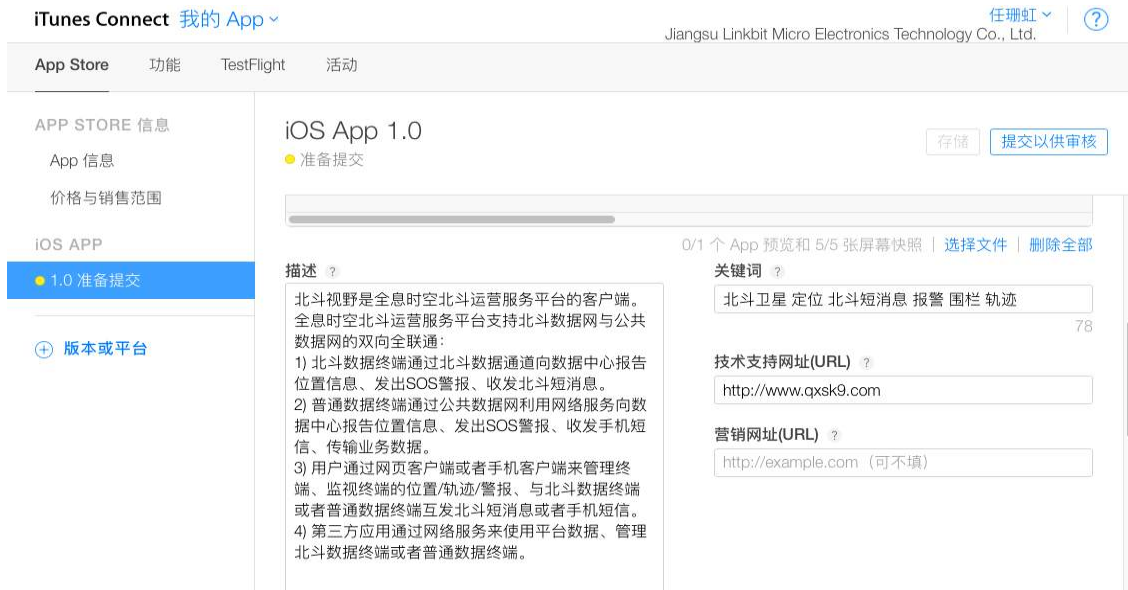 iTunes Connect 我的 App
任珊虹
Jiangsu Linkbit Micro Electronics Technology Co., Ltd.
?
App Store 功能 TestFlight 活动
APP STORE 信息
App 信息
价格与销售范围
iOS APP
1.0 准备提交
版本或平台
iOS App 1.0
准备提交
存储 提交以供审核
0/1 个 App 预览和 5/5 张屏幕快照 | 选择文件 | 删除全部
描述 ?
北斗视野是全息时空北斗运营服务平台的客户端。
全息时空北斗运营服务平台支持北斗数据网与公共
数据网的双向全联通：
1) 北斗数据终端通过北斗数据通道向数据中心报告
位置信息、发出SOS警报、收发北斗短消息。
2) 普通数据终端通过公共数据网利用网络服务向数
据中心报告位置信息、发出SOS警报、收发手机短
信、传输业务数据。
3) 用户通过网页客户端或者手机客户端来管理终
端、监视终端的位置/轨迹/警报、与北斗数据终端
或者普通数据终端互发北斗短消息或者手机短信。
4) 第三方应用通过网络服务来使用平台数据、管理
北斗数据终端或者普通数据终端。
关键词 ?
北斗卫星 定位 北斗短消息 报警 围栏 轨迹
78
技术支持网址(URL) ?
http://www.qxsk9.com
营销网址(URL) ?
http://example.com（可不填）